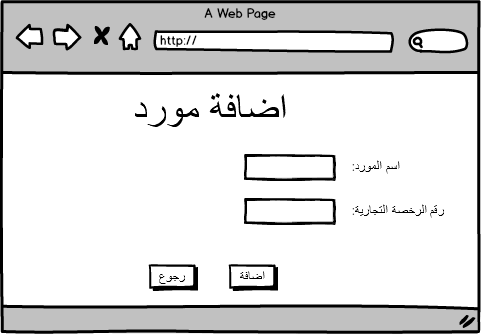 A Web Page
http://
اضافة مورد
اسم المورد:
رقم الرخصة التجارية:
اضافة
رجوع